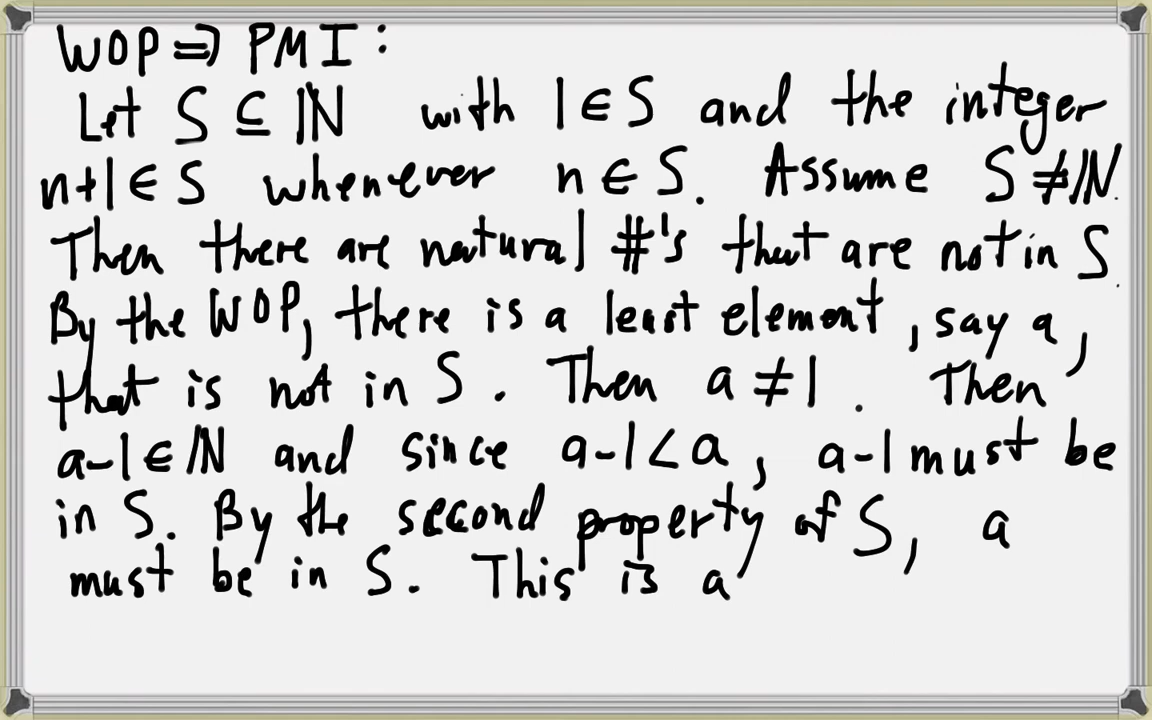 WOP ⇒ PMI:
Let S ⊆ ℕ with 1 ∈ S and the integer
n+1 ∈ S whenever n ∈ S. Assume S ≠ ℕ.
Then there are natural #'s that are not in S.
By the WOP, there is a least element, say a,
that is not in S. Then a ≠ 1. Then
a-1 ∈ ℕ and since a-1 < a, a-1 must be
in S. By the second property of S, a
must be in S. This is a